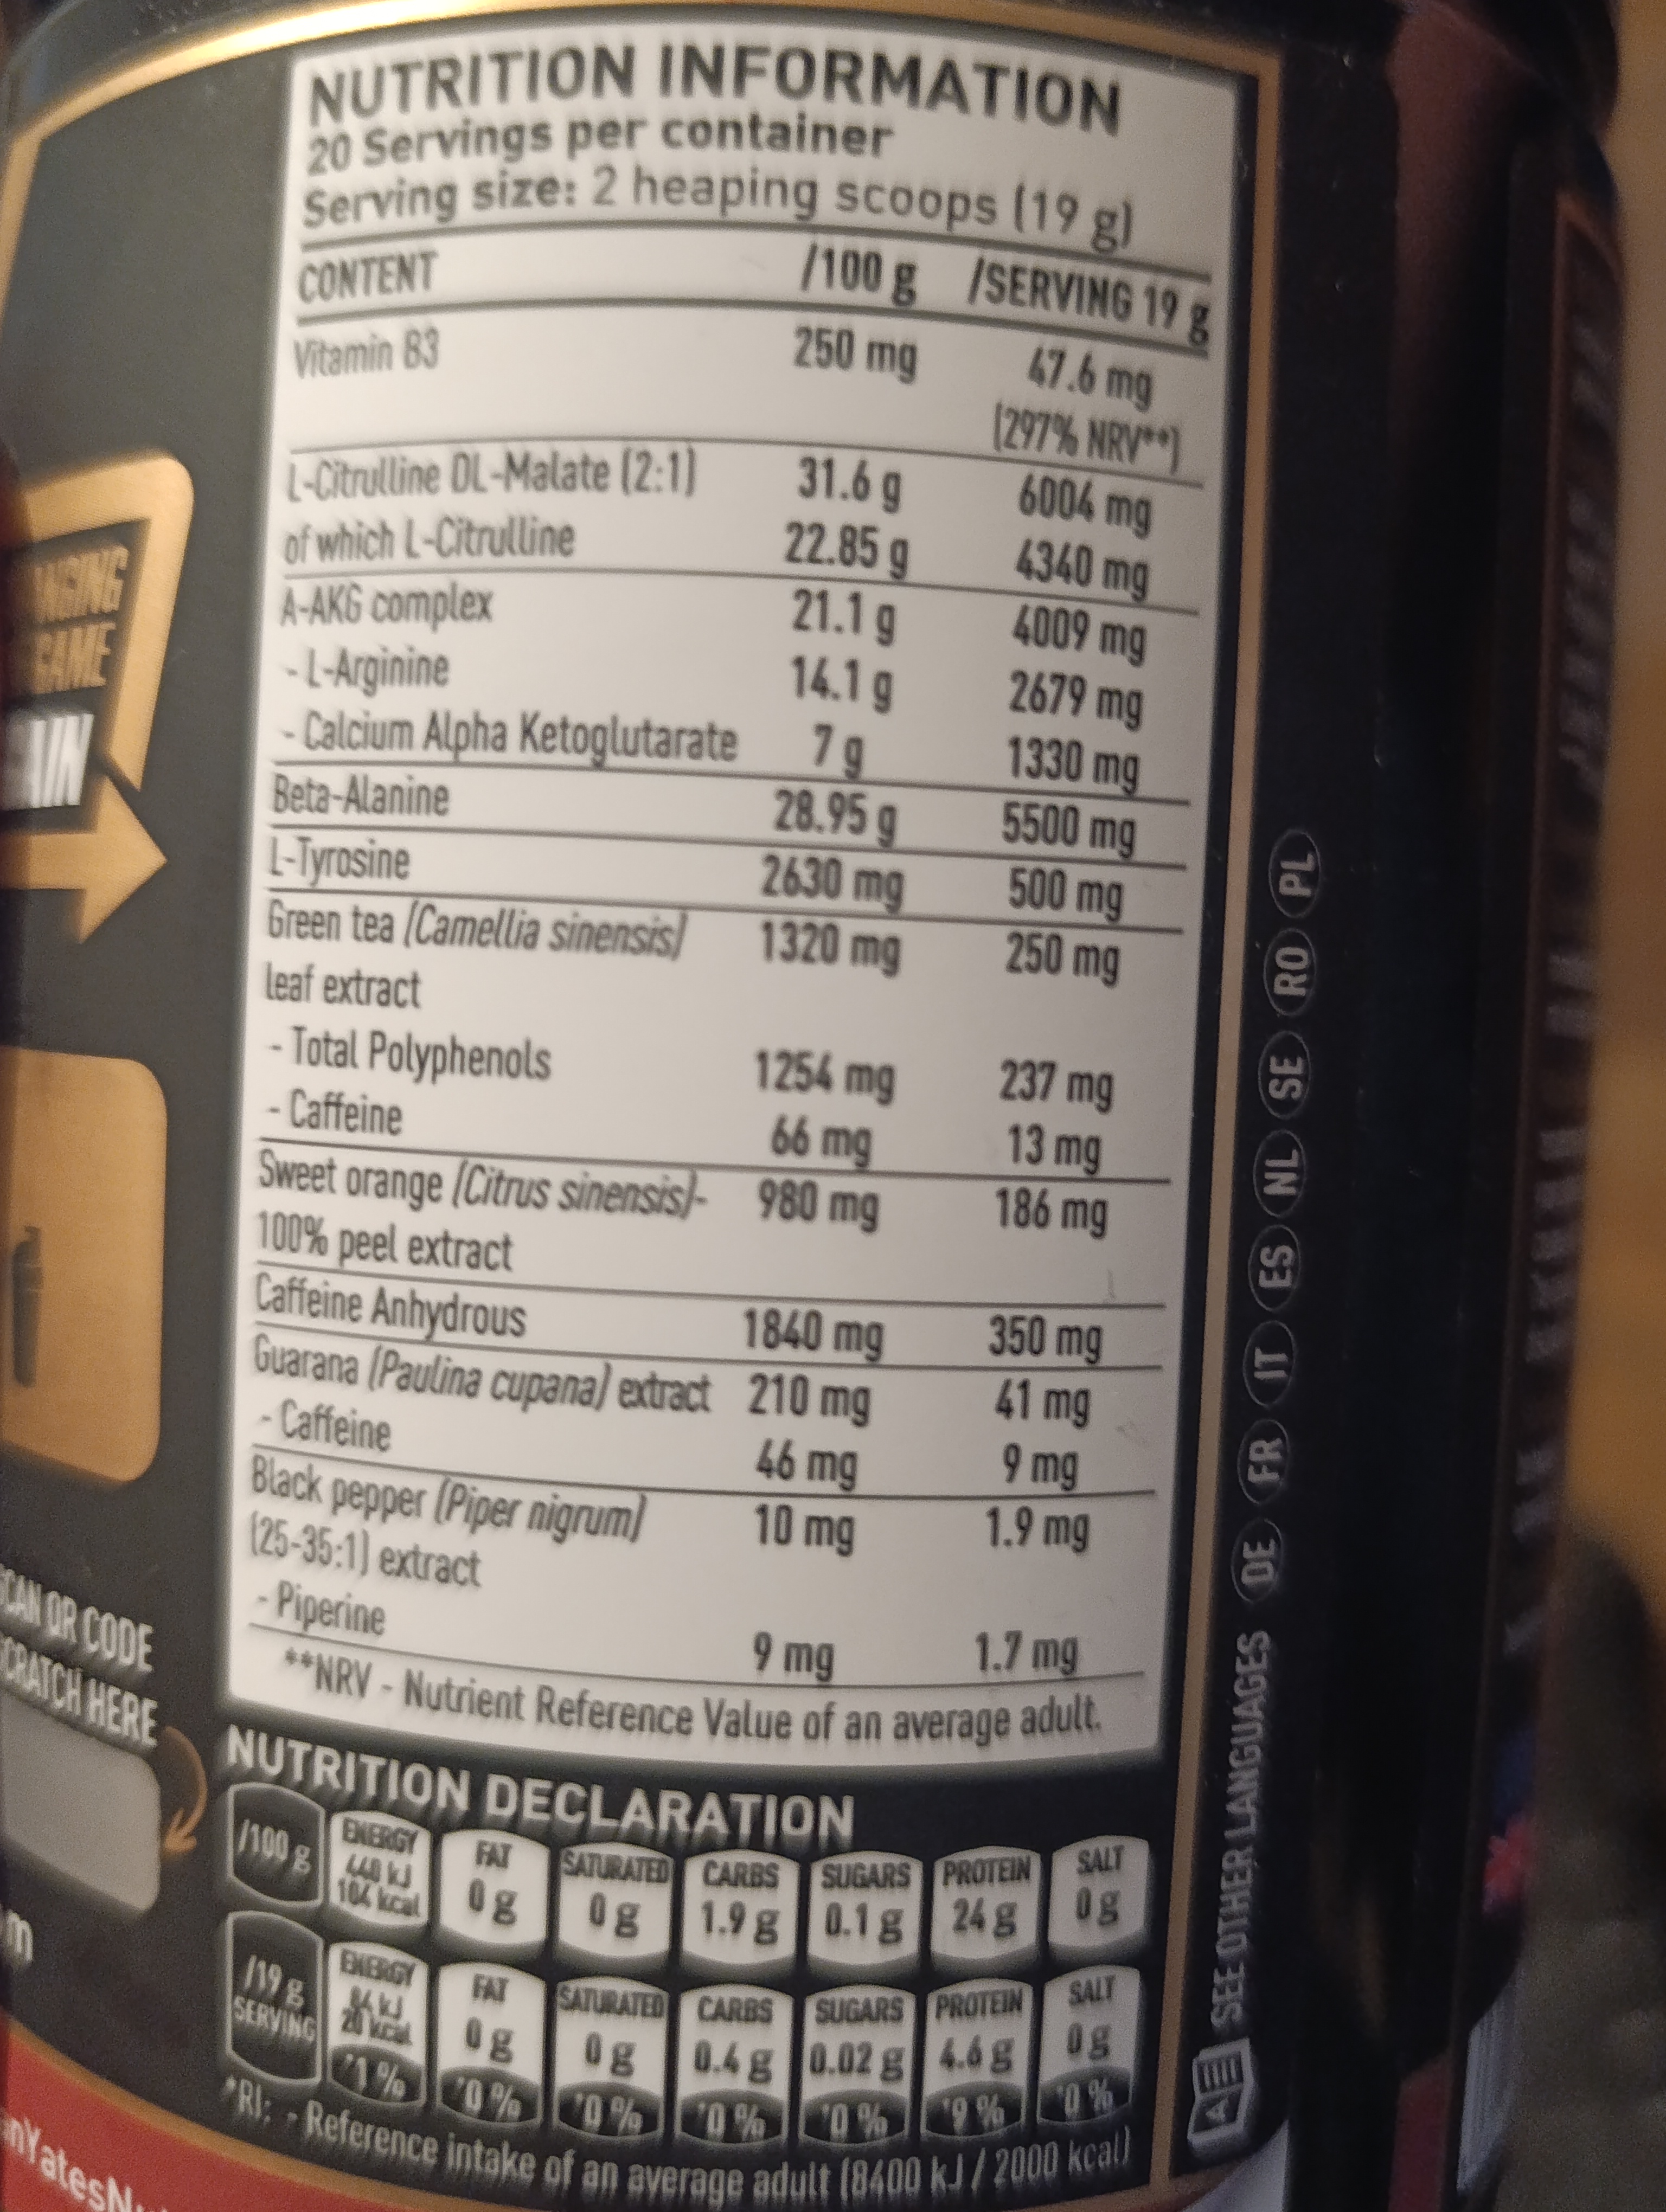 NUTRITION INFORMATION
20 Servings per container
Serving size: 2 heaping scoops (19 g)
CONTENT /100 g /SERVING 19 g
Vitamin B3 250 mg 47.6 mg
(297% NRV**)
L-Citrulline DL-Malate (2:1) 31.6 g 6004 mg
of which L-Citrulline 22.85 g 4340 mg
A-AKG complex 21.1 g 4009 mg
- L-Arginine 14.1 g 2679 mg
- Calcium Alpha Ketoglutarate 7 g 1330 mg
Beta-Alanine 28.95 g 5500 mg
L-Tyrosine 2630 mg 500 mg
Green tea (Camellia sinensis) 1320 mg 250 mg
leaf extract
- Total Polyphenols 1254 mg 237 mg
- Caffeine 66 mg 13 mg
Sweet orange (Citrus sinensis)- 980 mg 186 mg
100% peel extract
Caffeine Anhydrous 1840 mg 350 mg
Guarana (Paulina cupana) extract 210 mg 41 mg
- Caffeine 46 mg 9 mg
Black pepper (Piper nigrum) 10 mg 1.9 mg
(25-35:1) extract
- Piperine 9 mg 1.7 mg
**NRV - Nutrient Reference Value of an average adult.
NUTRITION DECLARATION
/100 g ENERGY FAT SATURATED CARBS SUGARS PROTEIN SALT
440 kJ 0 g 0 g 1.9 g 0.1 g 24 g 0 g
104 kcal
/19 g ENERGY FAT SATURATED CARBS SUGARS PROTEIN SALT
SERVING 84 kJ 0 g 0 g 0.4 g 0.02 g 4.6 g 0 g
20 kcal
*1 % *0 % *0 % *0 % *0 % *9 % *0 %
*RI: - Reference intake of an average adult (8400 kJ / 2000 kcal)
SEE OTHER LANGUAGES DE FR IT ES NL SE RO PL
SCAN QR CODE
SCRATCH HERE